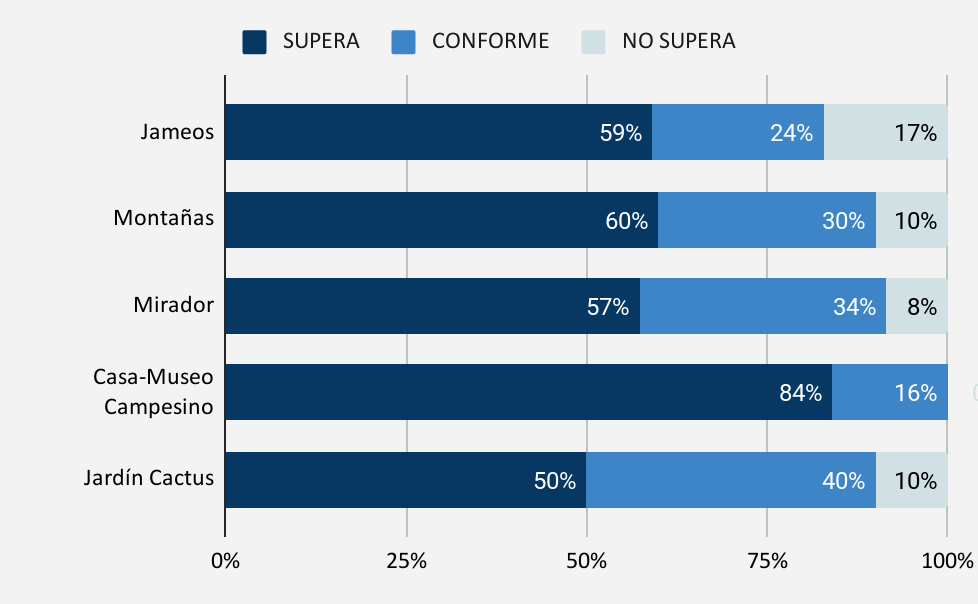 SUPERA CONFORME NO SUPERA
Jameos 59% 24% 17%
Montañas 60% 30% 10%
Mirador 57% 34% 8%
Casa-Museo
Campesino 84% 16%
Jardín Cactus 50% 40% 10%
0% 25% 50% 75% 100%